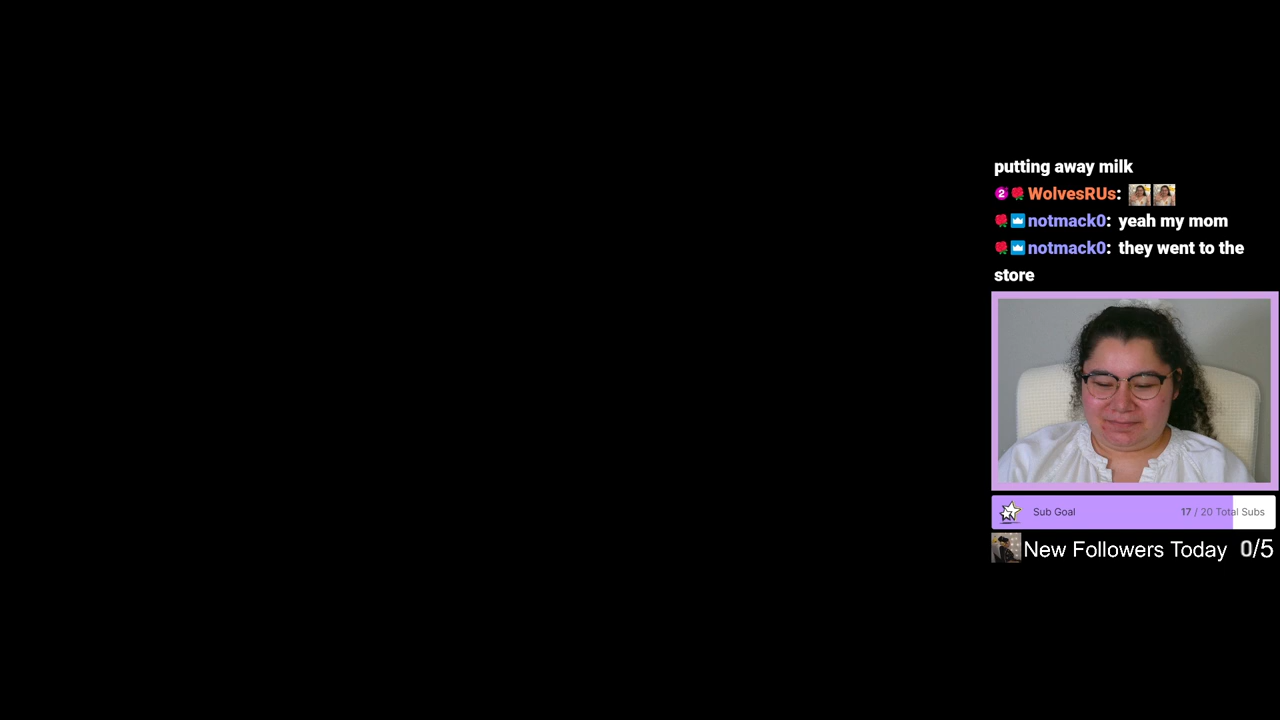 putting away milk
2 WolvesRUs:
notmack0: yeah my mom
notmack0: they went to the
store
Sub Goal 17 / 20 Total Subs
New Followers Today 0/5